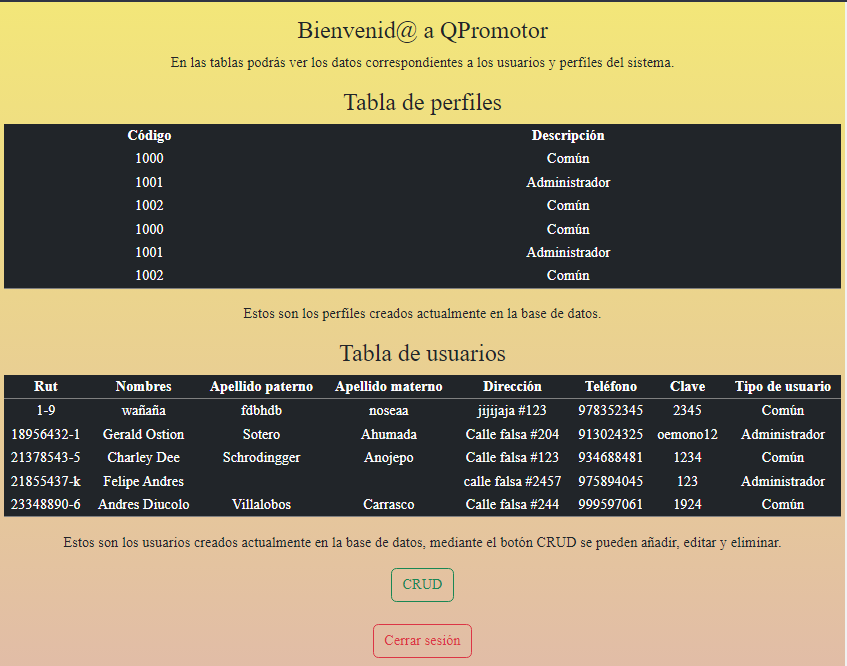 Bienvenid@ a QPromotor
En las tablas podrás ver los datos correspondientes a los usuarios y perfiles del sistema.
Tabla de perfiles
Código Descripción
1000 Común
1001 Administrador
1002 Común
1000 Común
1001 Administrador
1002 Común
Estos son los perfiles creados actualmente en la base de datos.
Tabla de usuarios
Rut Nombres Apellido paterno Apellido materno Dirección Teléfono Clave Tipo de usuario
1-9 wañaña fdbhdb noseaa jijijaja #123 978352345 2345 Común
18956432-1 Gerald Ostion Sotero Ahumada Calle falsa #204 913024325 oemono12 Administrador
21378543-5 Charley Dee Schrodingger Anojepo Calle falsa #123 934688481 1234 Común
21855437-k Felipe Andres calle falsa #2457 975894045 123 Administrador
23348890-6 Andres Diucolo Villalobos Carrasco Calle falsa #244 999597061 1924 Común
Estos son los usuarios creados actualmente en la base de datos, mediante el botón CRUD se pueden añadir, editar y eliminar.
CRUD
Cerrar sesión